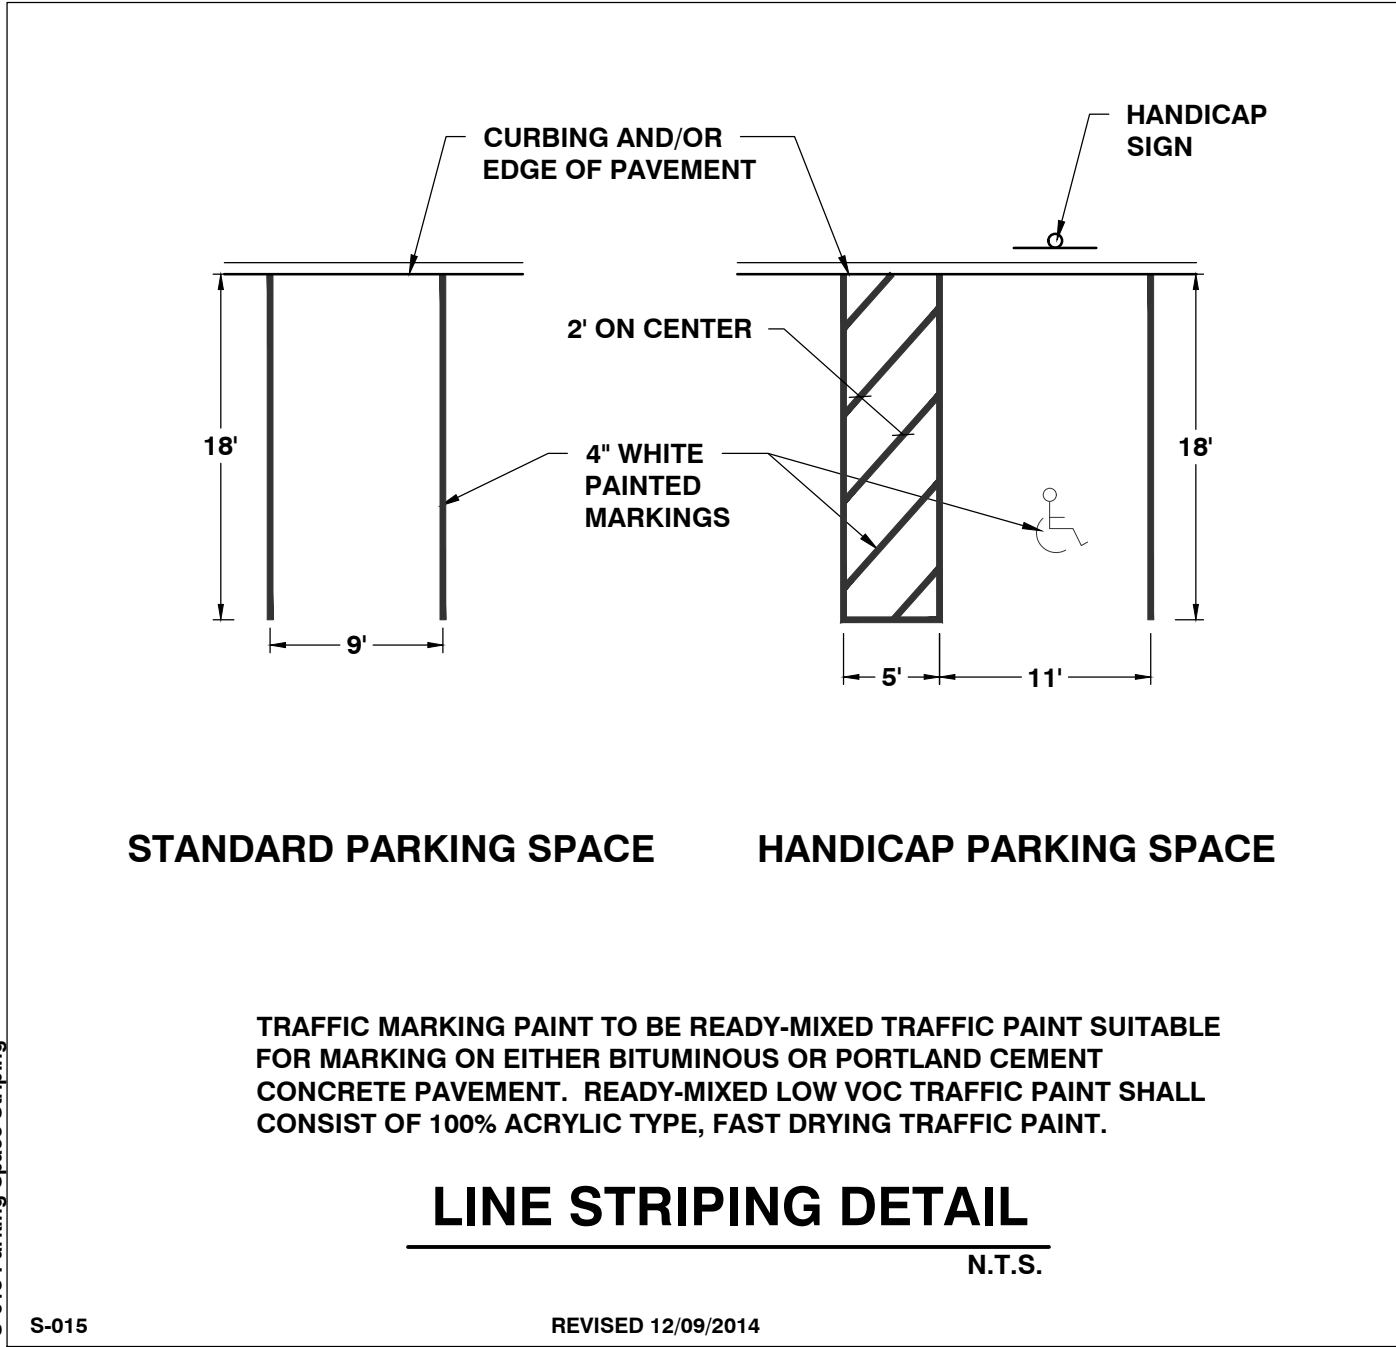 HANDICAP
SIGN
CURBING AND/OR
EDGE OF PAVEMENT
2' ON CENTER
18'
4" WHITE
PAINTED
MARKINGS
18'
9'
5'
11'
STANDARD PARKING SPACE
HANDICAP PARKING SPACE
TRAFFIC MARKING PAINT TO BE READY-MIXED TRAFFIC PAINT SUITABLE
FOR MARKING ON EITHER BITUMINOUS OR PORTLAND CEMENT
CONCRETE PAVEMENT.  READY-MIXED LOW VOC TRAFFIC PAINT SHALL
CONSIST OF 100% ACRYLIC TYPE, FAST DRYING TRAFFIC PAINT.
LINE STRIPING DETAIL
N.T.S.
S-015
REVISED 12/09/2014